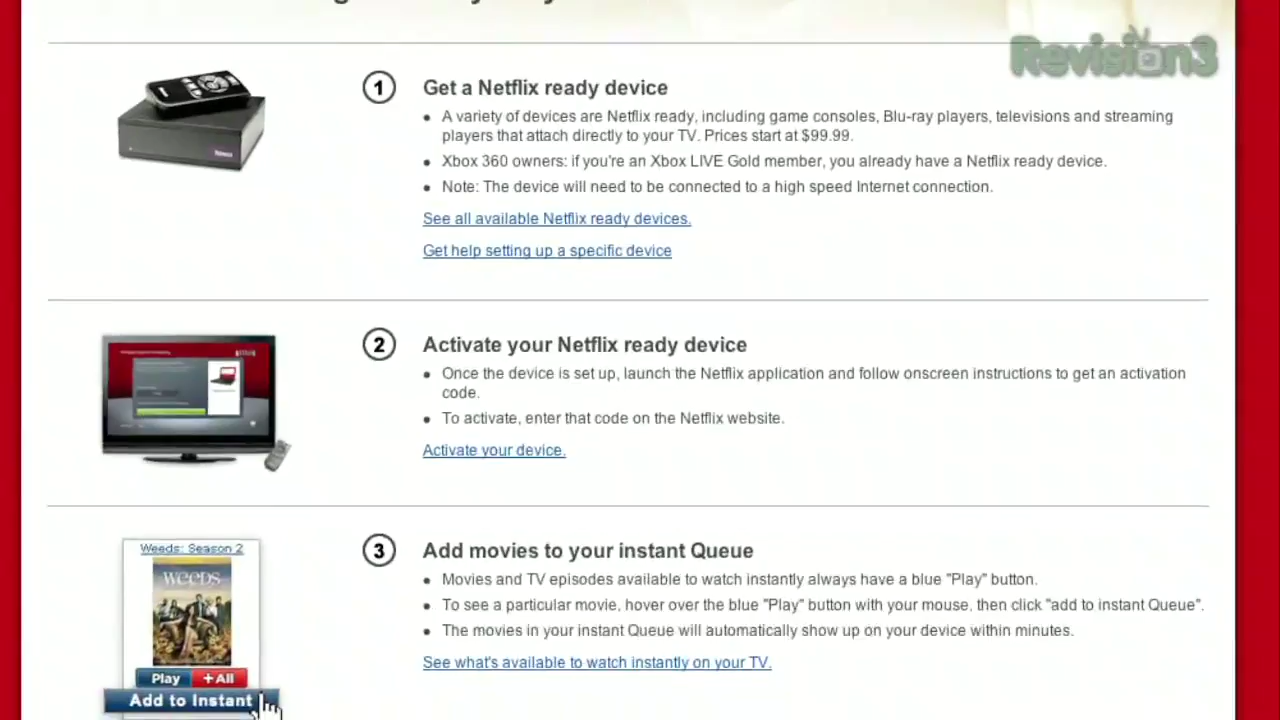 Revision3
1 Get a Netflix ready device
• A variety of devices are Netflix ready, including game consoles, Blu-ray players, televisions and streaming
players that attach directly to your TV. Prices start at $99.99.
• Xbox 360 owners: if you're an Xbox LIVE Gold member, you already have a Netflix ready device.
• Note: The device will need to be connected to a high speed Internet connection.
See all available Netflix ready devices.
Get help setting up a specific device
2 Activate your Netflix ready device
• Once the device is set up, launch the Netflix application and follow onscreen instructions to get an activation
code.
• To activate, enter that code on the Netflix website.
Activate your device.
3 Add movies to your instant Queue
• Movies and TV episodes available to watch instantly always have a blue "Play" button.
• To see a particular movie, hover over the blue "Play" button with your mouse, then click "add to instant Queue".
• The movies in your instant Queue will automatically show up on your device within minutes.
See what's available to watch instantly on your TV.
Weeds: Season 2
weeds
Play +All
Add to Instant